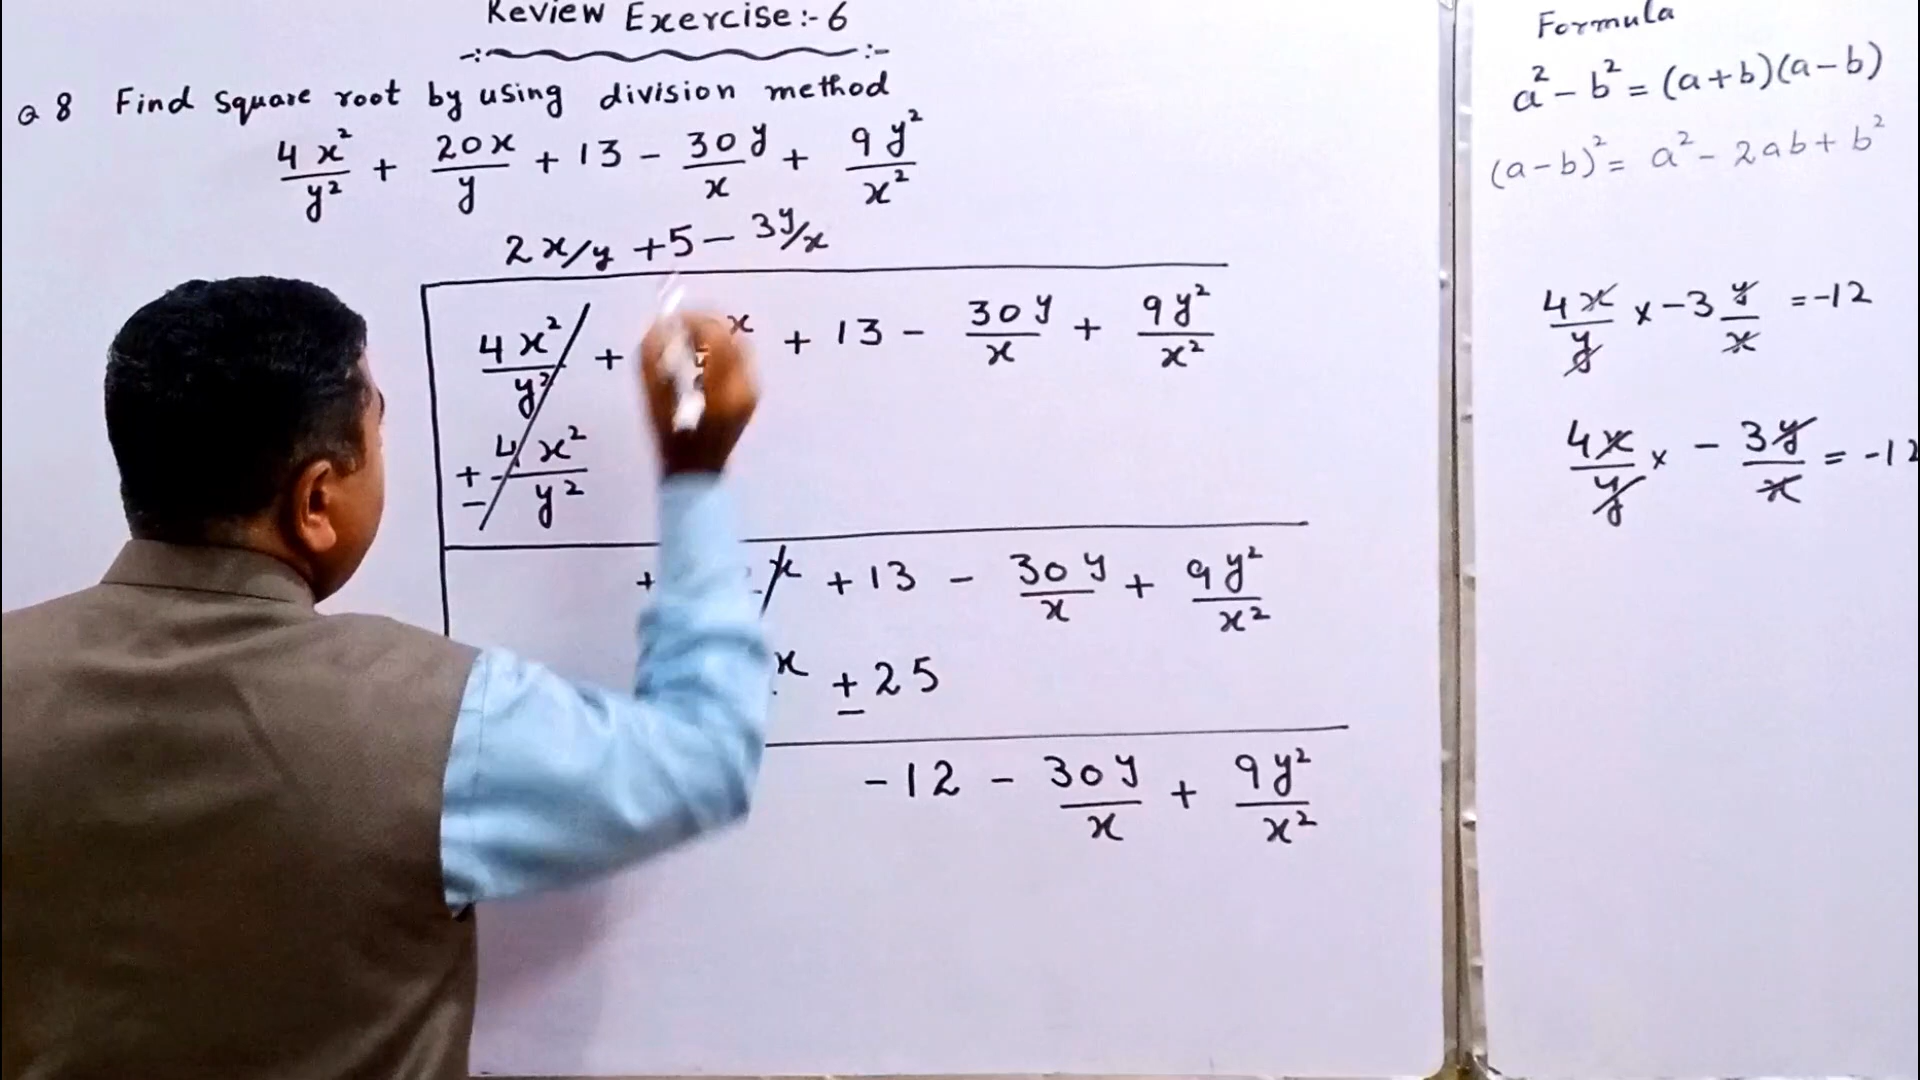 Review Exercise:- 6
Q 8 Find square root by using division method
4x²/y² + 20x/y + 13 - 30y/x + 9y²/x²
2x/y + 5 - 3y/x
4x²/y² + x + 13 - 30y/x + 9y²/x²
± 4x²/y²
+ x + 13 - 30y/x + 9y²/x²
x ± 25
-12 - 30y/x + 9y²/x²
Formula
a² - b² = (a+b)(a-b)
(a-b)² = a² - 2ab + b²
4x/y × -3 y/x = -12
4x/y × - 3y/x = -12